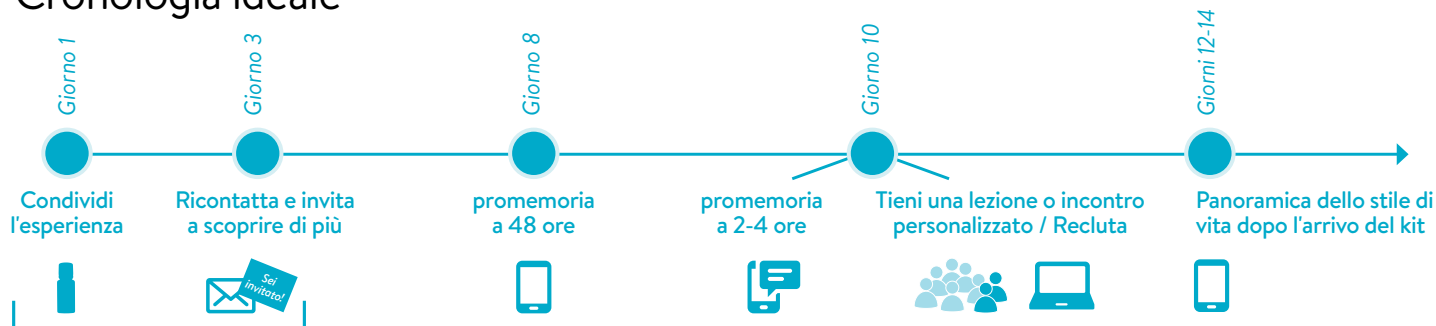 Cronologia ideale
Giorno 1
Giorno 3
Giorno 8
Giorno 10
Giorni 12-14
Condividi
l'esperienza
Ricontatta e invita
a scoprire di più
promemoria
a 48 ore
promemoria
a 2-4 ore
Tieni una lezione o incontro
personalizzato / Recluta
Panoramica dello stile di
vita dopo l'arrivo del kit
Sei
invitato!